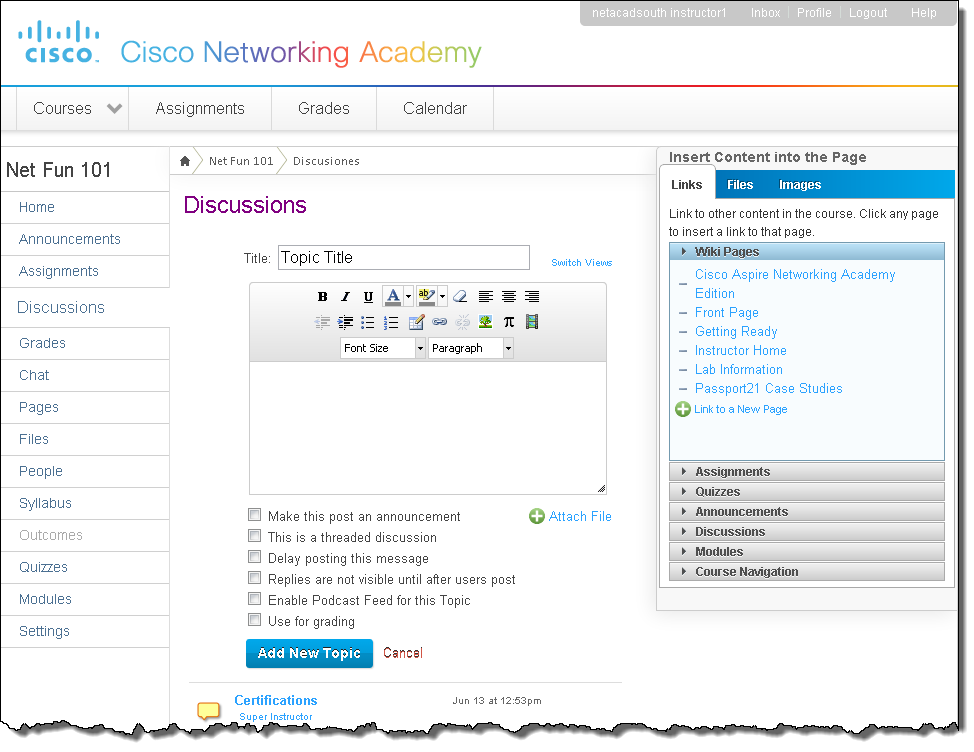 netacadsouth instructor1 Inbox Profile Logout Help
cisco. Cisco Networking Academy
Courses Assignments Grades Calendar
Net Fun 101
Home
Announcements
Assignments
Discussions
Grades
Chat
Pages
Files
People
Syllabus
Outcomes
Quizzes
Modules
Settings
Net Fun 101 Discusiones
Discussions
Title: Topic Title Switch Views
B I U A ab
π
Font Size Paragraph
Make this post an announcement Attach File
This is a threaded discussion
Delay posting this message
Replies are not visible until after users post
Enable Podcast Feed for this Topic
Use for grading
Add New Topic Cancel
Certifications Jun 13 at 12:53pm
Super Instructor
Insert Content into the Page
Links Files Images
Link to other content in the course. Click any page
to insert a link to that page.
Wiki Pages
Cisco Aspire Networking Academy
Edition
Front Page
Getting Ready
Instructor Home
Lab Information
Passport21 Case Studies
Link to a New Page
Assignments
Quizzes
Announcements
Discussions
Modules
Course Navigation